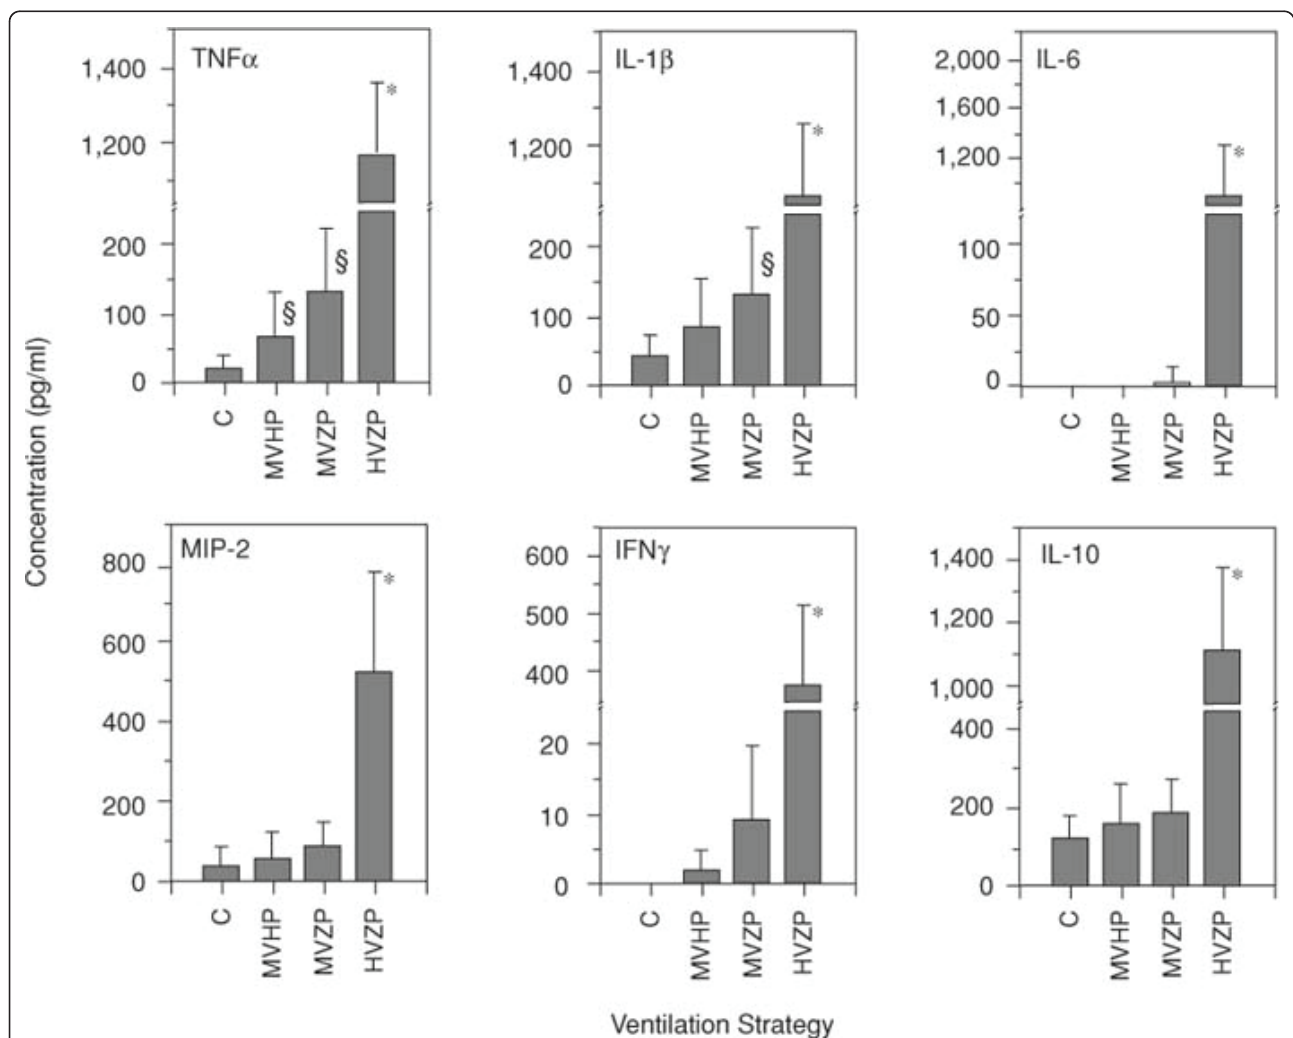 TNFα
1,400
1,200
200
100
0
*
§
§
C
MVHP
MVZP
HVZP
IL-1β
1,400
1,200
200
100
0
*
§
C
MVHP
MVZP
HVZP
IL-6
2,000
1,600
1,200
100
50
0
*
C
MVHP
MVZP
HVZP
Concentration (pg/ml)
MIP-2
800
600
400
200
0
*
C
MVHP
MVZP
HVZP
IFNγ
600
500
400
20
10
0
*
C
MVHP
MVZP
HVZP
IL-10
1,400
1,200
1,000
400
200
0
*
C
MVHP
MVZP
HVZP
Ventilation Strategy